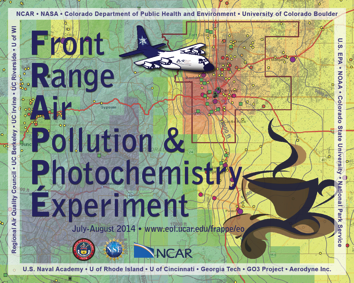 NCAR • NASA • Colorado Department of Public Health and Environment • University of Colorado Boulder
U.S. EPA • NOAA • Colorado State University • National Park Service
Regional Air Quality Council • UC Berkeley • UC Irvine • UC Riverside • U of WI
Front
Range
Air
Pollution &
Photochemistry
Éxperiment
July-August 2014 • www.eol.ucar.edu/frappe/eo
NSF
NCAR
U.S. Naval Academy • U of Rhode Island • U of Cincinnati • Georgia Tech • GO3 Project • Aerodyne Inc.